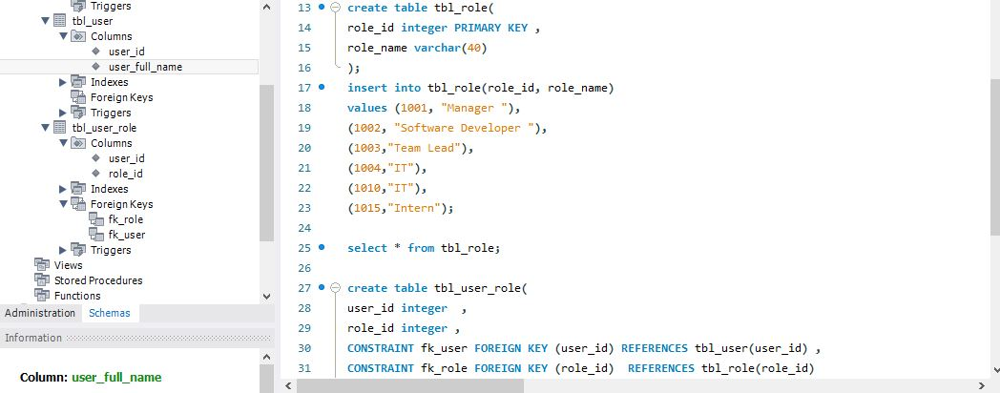 Triggers
tbl_user
Columns
user_id
user_full_name
Indexes
Foreign Keys
Triggers
tbl_user_role
Columns
user_id
role_id
Indexes
Foreign Keys
fk_role
fk_user
Triggers
Views
Stored Procedures
Functions
Administration Schemas
Information
Column: user_full_name
13 create table tbl_role(
14 role_id integer PRIMARY KEY ,
15 role_name varchar(40)
16 );
17 insert into tbl_role(role_id, role_name)
18 values (1001, "Manager "),
19 (1002, "Software Developer "),
20 (1003,"Team Lead"),
21 (1004,"IT"),
22 (1010,"IT"),
23 (1015,"Intern");
24
25 select * from tbl_role;
26
27 create table tbl_user_role(
28 user_id integer  ,
29 role_id integer ,
30 CONSTRAINT fk_user FOREIGN KEY (user_id) REFERENCES tbl_user(user_id) ,
31 CONSTRAINT fk_role FOREIGN KEY (role_id)  REFERENCES tbl_role(role_id)